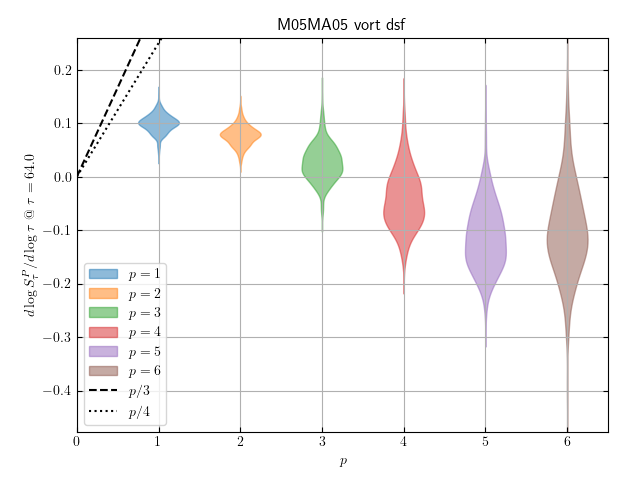 M05MA05 vort dsf
d log S_τ^P / d log τ @ τ = 64.0
0.2
0.1
0.0
−0.1
−0.2
−0.3
−0.4
p = 1
p = 2
p = 3
p = 4
p = 5
p = 6
p/3
p/4
0 1 2 3 4 5 6
p